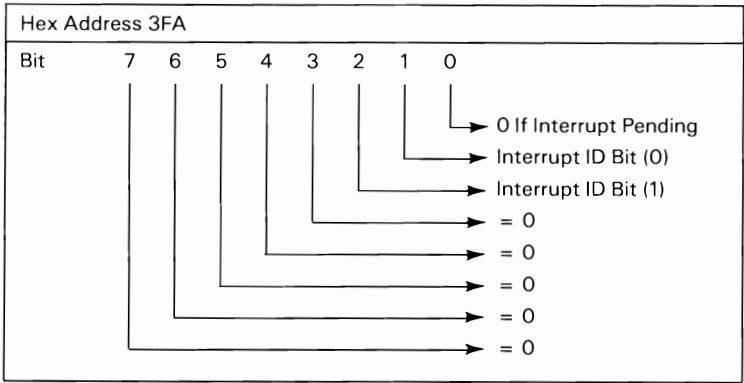 Hex Address 3FA
Bit 7 6 5 4 3 2 1 0
0 If Interrupt Pending
Interrupt ID Bit (0)
Interrupt ID Bit (1)
= 0
= 0
= 0
= 0
= 0